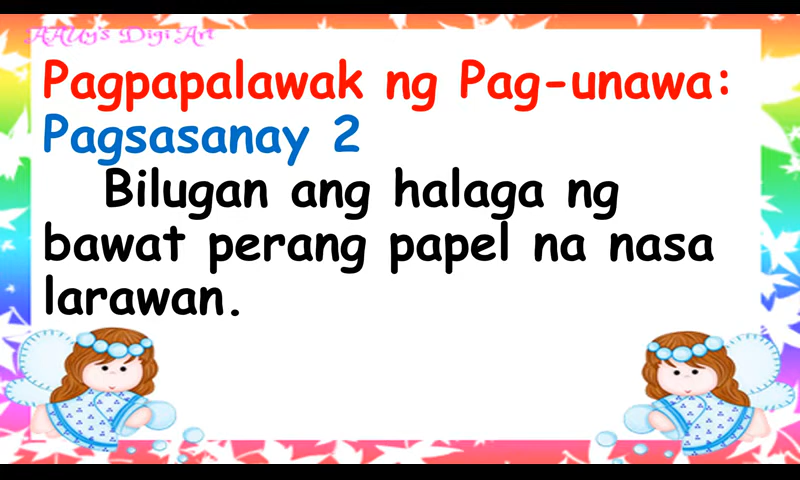 AAUy's Digi Art
Pagpapalawak ng Pag-unawa:
Pagsasanay 2
Bilugan ang halaga ng
bawat perang papel na nasa
larawan.